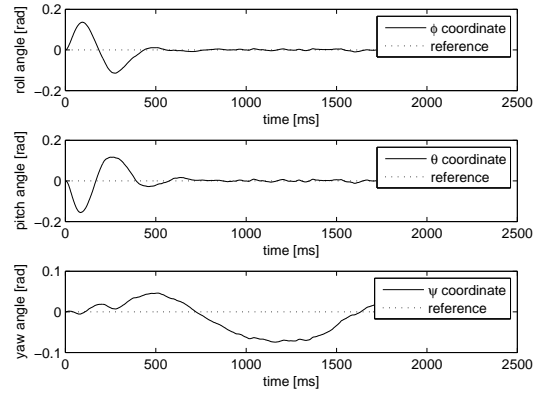 0.2
0
−0.2
roll angle [rad]
0 500 1000 1500 2000 2500
time [ms]
ϕ coordinate
reference
0.2
0
−0.2
pitch angle [rad]
0 500 1000 1500 2000 2500
time [ms]
θ coordinate
reference
0.1
0
−0.1
yaw angle [rad]
0 500 1000 1500 2000 2500
time [ms]
ψ coordinate
reference